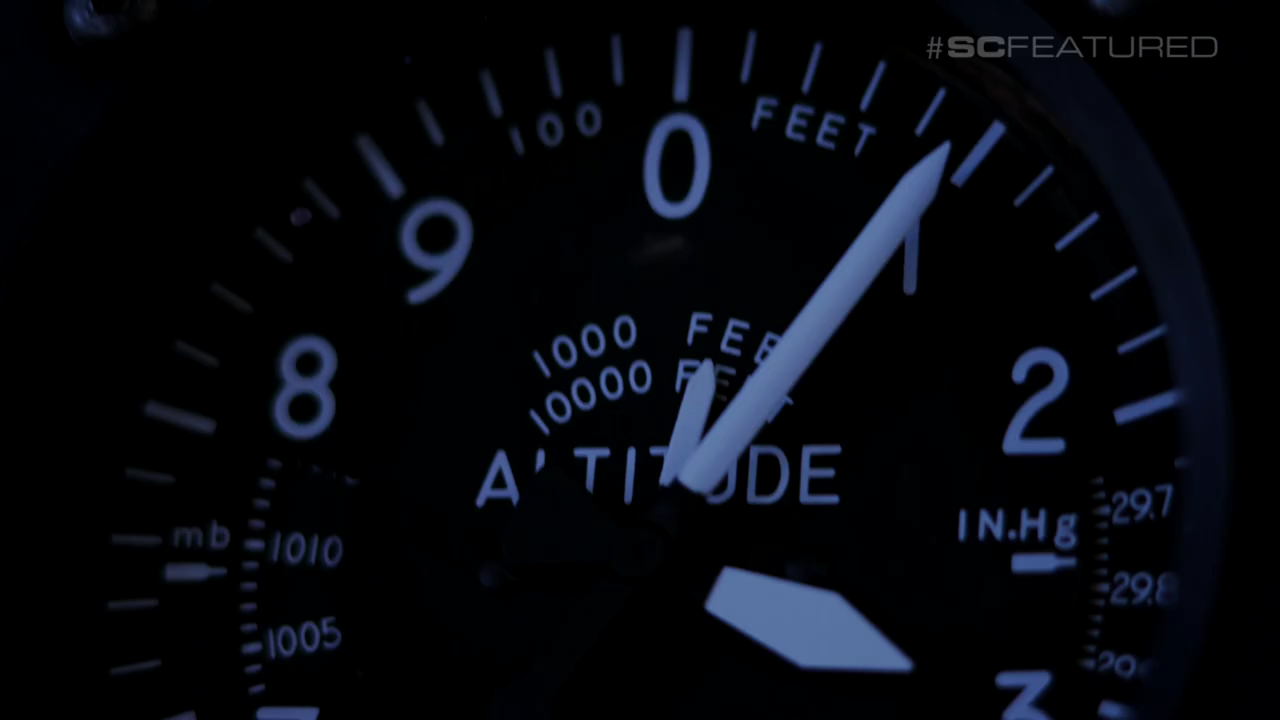 #SCFEATURED
0
100 FEET
9
1
1000 FEET
10000 FEET
8
2
ALTITUDE
mb
IN.Hg
29.7
1010
29.8
1005
3